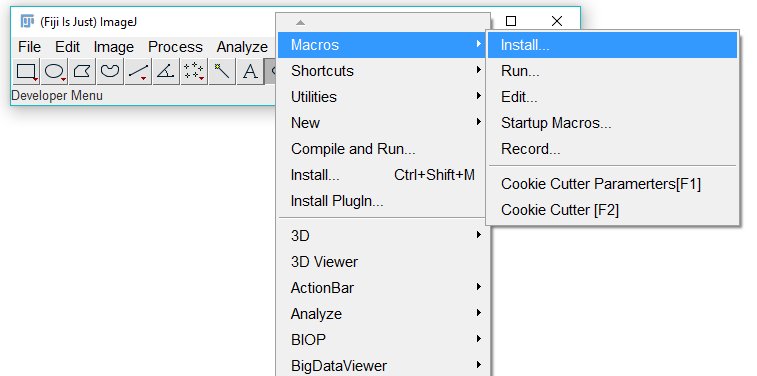 (Fiji Is Just) ImageJ
File Edit Image Process Analyze
A
Developer Menu
Macros
Shortcuts
Utilities
New
Compile and Run...
Install... Ctrl+Shift+M
Install PlugIn...
3D
3D Viewer
ActionBar
Analyze
BIOP
BigDataViewer
Install...
Run...
Edit...
Startup Macros...
Record...
Cookie Cutter Paramerters[F1]
Cookie Cutter [F2]